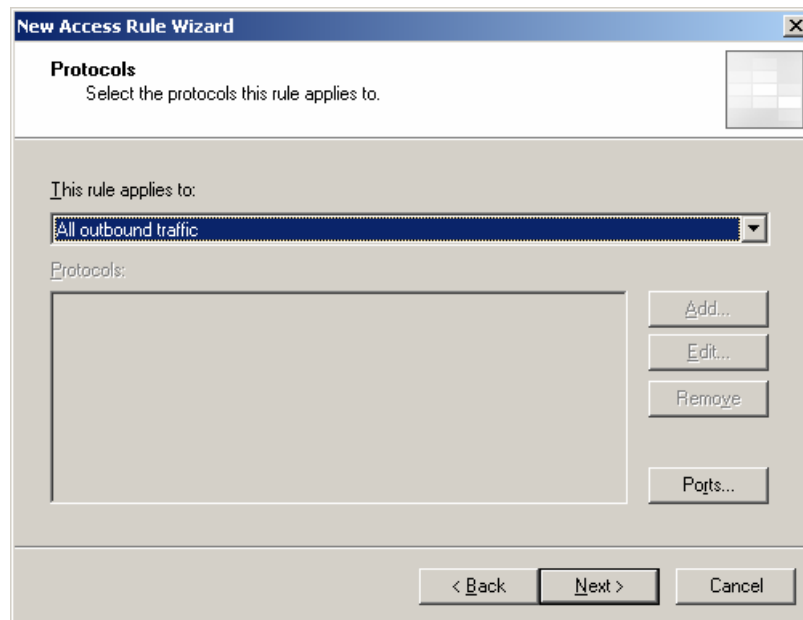 New Access Rule Wizard
Protocols
Select the protocols this rule applies to.
This rule applies to:
All outbound traffic
Protocols:
Add...
Edit...
Remove
Ports...
< Back Next > Cancel